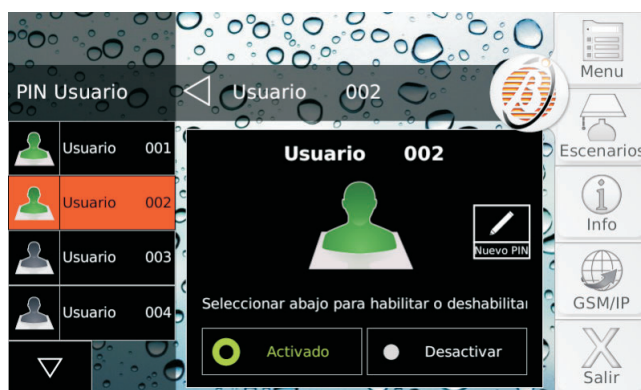 PIN Usuario
Usuario 002
Usuario 001
Usuario 002
Usuario 003
Usuario 004
Usuario 002
Nuevo PIN
Seleccionar abajo para habilitar o deshabilitar
Activado
Desactivar
Menu
Escenarios
Info
GSM/IP
Salir